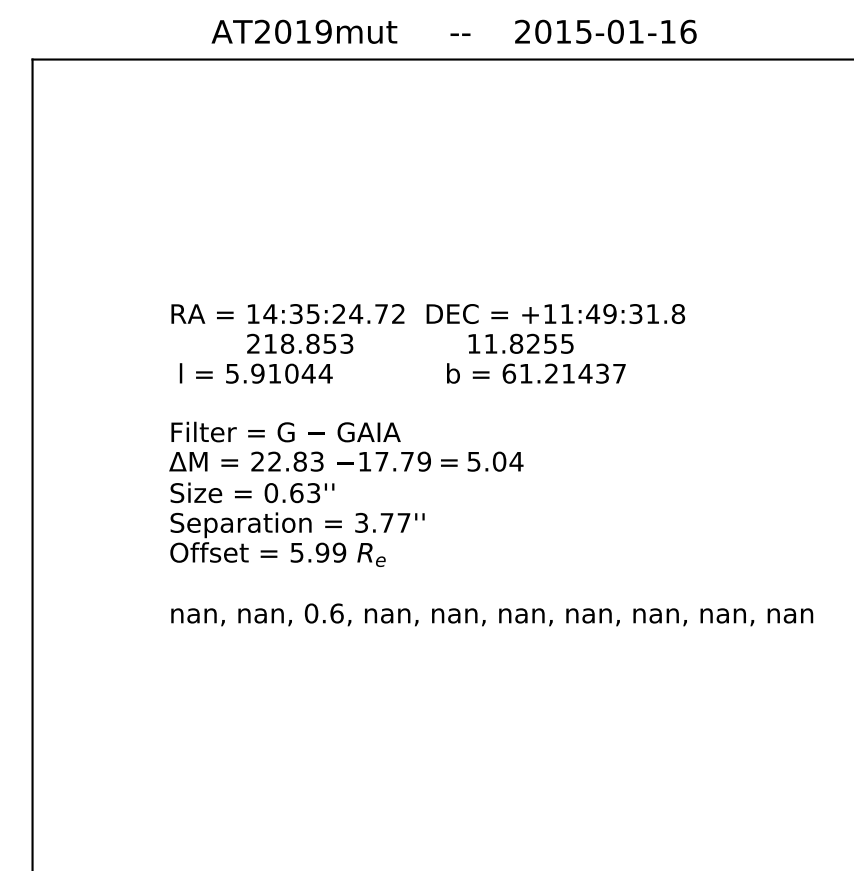 AT2019mut -- 2015-01-16
RA = 14:35:24.72 DEC = +11:49:31.8
218.853 11.8255
l = 5.91044 b = 61.21437
Filter = G − GAIA
ΔM = 22.83 −17.79 = 5.04
Size = 0.63''
Separation = 3.77''
Offset = 5.99 Rₑ
nan, nan, 0.6, nan, nan, nan, nan, nan, nan, nan